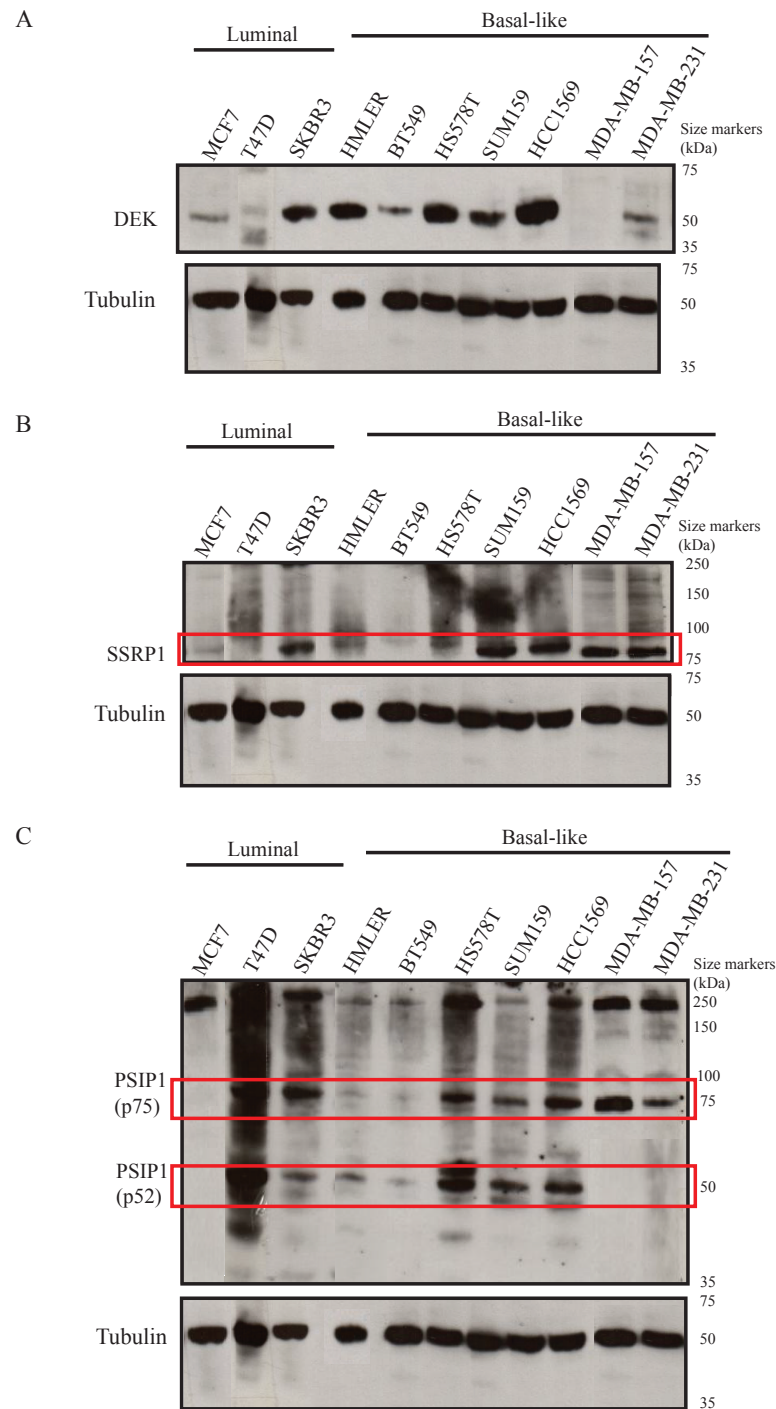 A
Luminal
Basal-like
MCF7
T47D
SKBR3
HMLER
BT549
HS578T
SUM159
HCC1569
MDA-MB-157
MDA-MB-231
Size markers
(kDa)
75
DEK
50
35
75
Tubulin
50
35
B
Luminal
Basal-like
MCF7
T47D
SKBR3
HMLER
BT549
HS578T
SUM159
HCC1569
MDA-MB-157
MDA-MB-231
Size markers
(kDa)
250
150
100
SSRP1
75
75
Tubulin
50
35
C
Luminal
Basal-like
MCF7
T47D
SKBR3
HMLER
BT549
HS578T
SUM159
HCC1569
MDA-MB-157
MDA-MB-231
Size markers
(kDa)
250
150
100
PSIP1
(p75)
75
PSIP1
(p52)
50
35
75
Tubulin
50
35